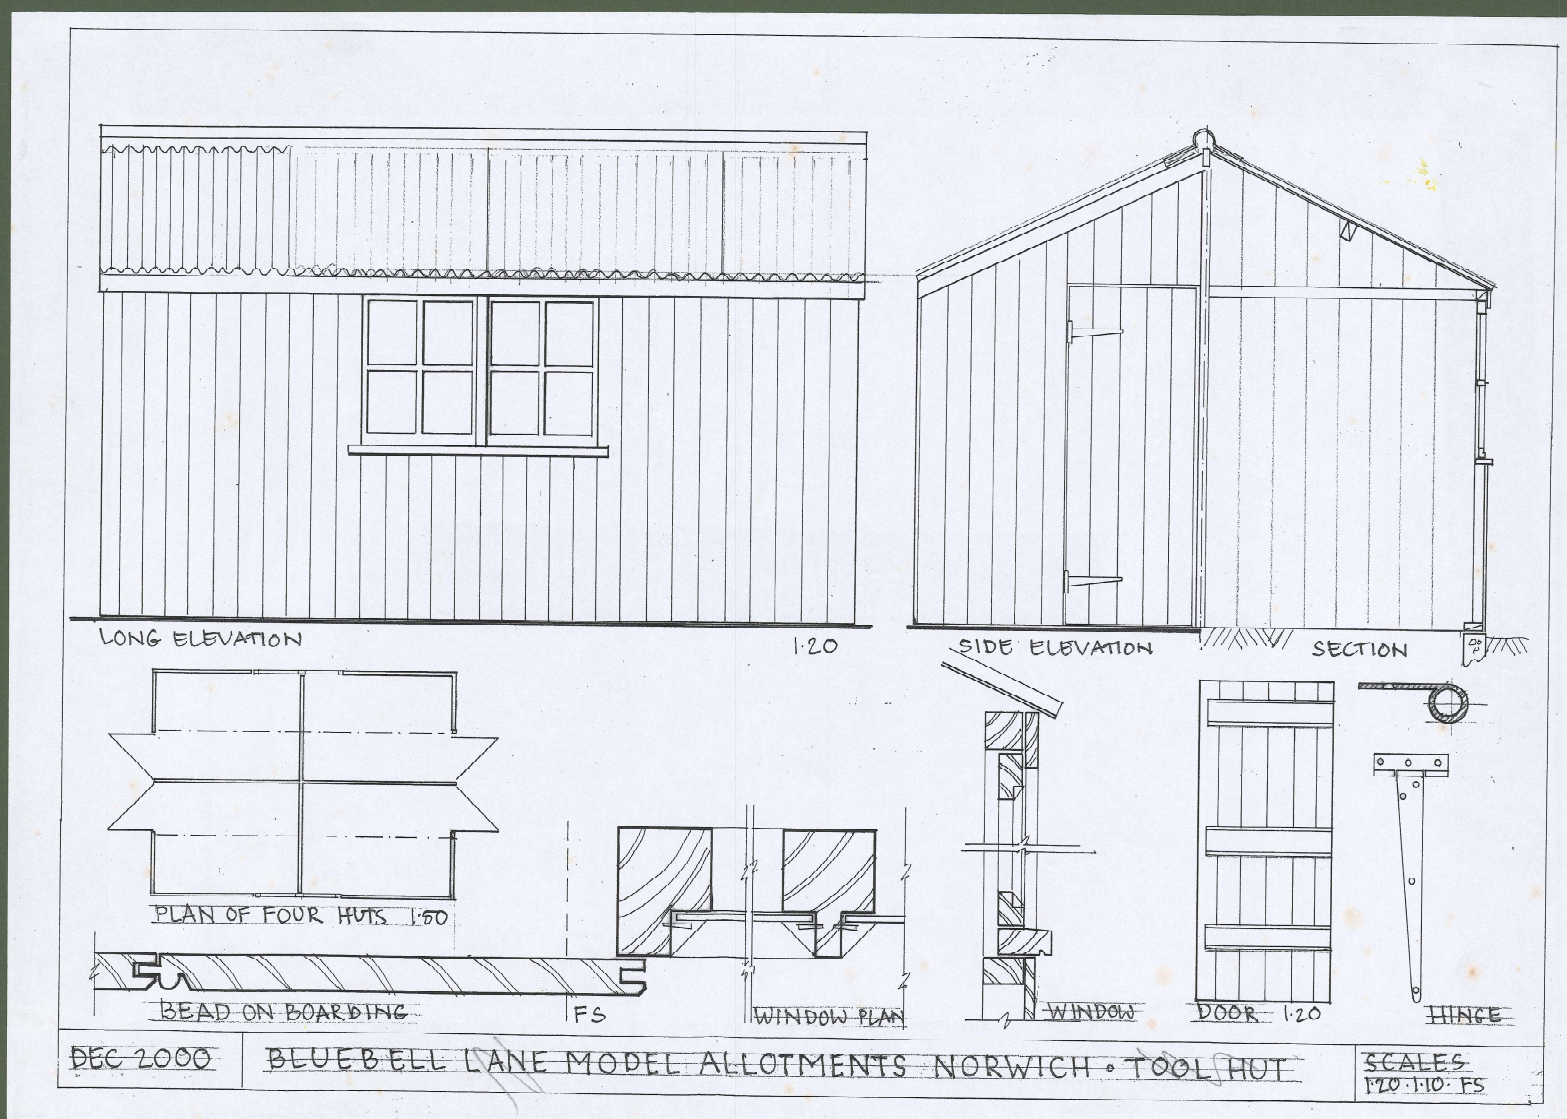 LONG ELEVATION
1·20
SIDE ELEVATION
SECTION
PLAN OF FOUR HUTS 1:50
BEAD ON BOARDING
FS
WINDOW PLAN
WINDOW
DOOR 1·20
HINGE
DEC 2000
BLUEBELL LANE MODEL ALLOTMENTS NORWICH • TOOL HUT
SCALES
1·20·1·10· FS